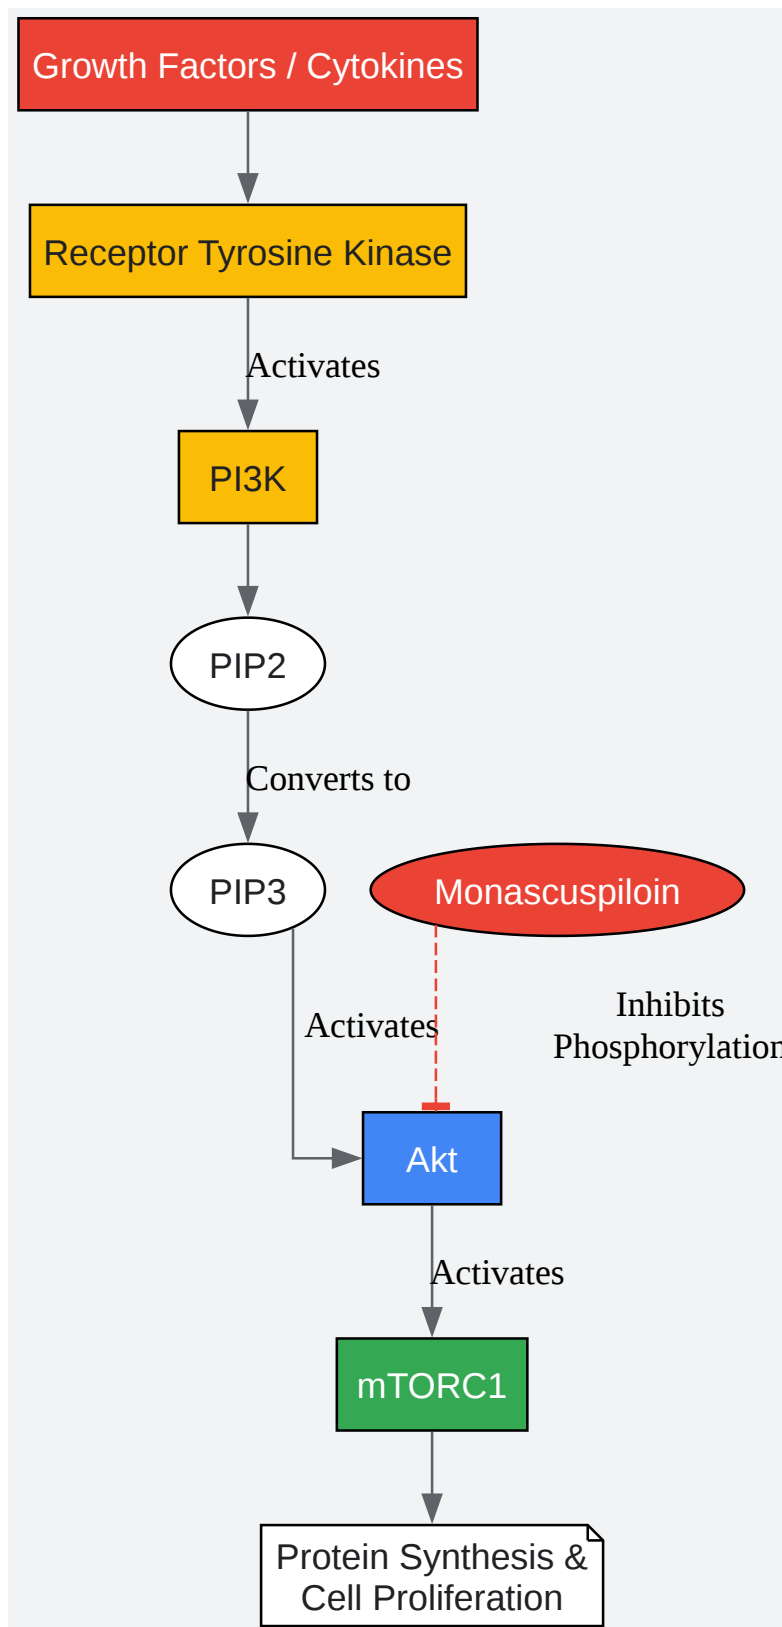 Growth Factors / Cytokines
Receptor Tyrosine Kinase
Activates
PI3K
PIP2
Converts to
PIP3
Monascuspiloin
Activates
Inhibits
Phosphorylation
Akt
Activates
mTORC1
Protein Synthesis &
Cell Proliferation